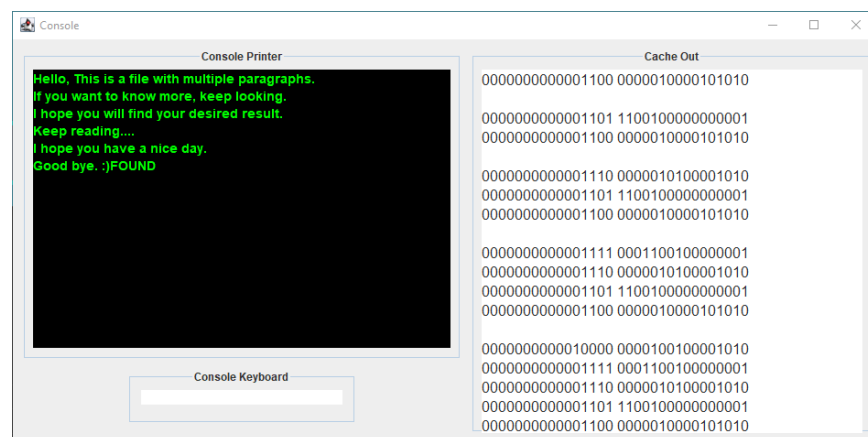 Console
Console Printer
Hello, This is a file with multiple paragraphs.
If you want to know more, keep looking.
I hope you will find your desired result.
Keep reading....
I hope you have a nice day.
Good bye. :)FOUND
Console Keyboard
Cache Out
0000000000001100 0000010000101010
0000000000001101 1100100000000001
0000000000001100 0000010000101010
0000000000001110 0000010100001010
0000000000001101 1100100000000001
0000000000001100 0000010000101010
0000000000001111 0001100100000001
0000000000001110 0000010100001010
0000000000001101 1100100000000001
0000000000001100 0000010000101010
0000000000010000 0000100100001010
0000000000001111 0001100100000001
0000000000001110 0000010100001010
0000000000001101 1100100000000001
0000000000001100 0000010000101010